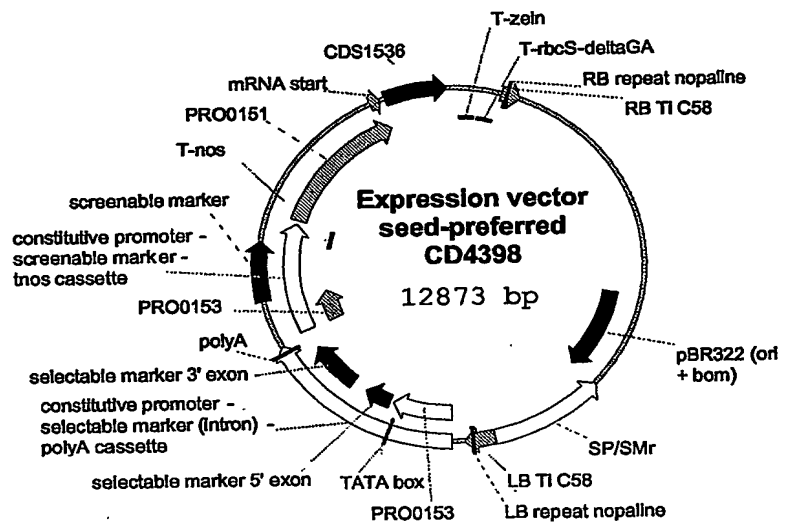 T-zein
T-rbcS-deltaGA
CDS1536
mRNA start
RB repeat nopaline
RB TI C58
PRO0151
T-nos
screenable marker
constitutive promoter -
screenable marker -
tnos cassette
PRO0153
polyA
selectable marker 3' exon
constitutive promoter -
selectable marker (intron) -
polyA cassette
selectable marker 5' exon
TATA box
PRO0153
Expression vector
seed-preferred
CD4398
12873 bp
pBR322 (ori
+ bom)
SP/SMr
LB TI C58
LB repeat nopaline